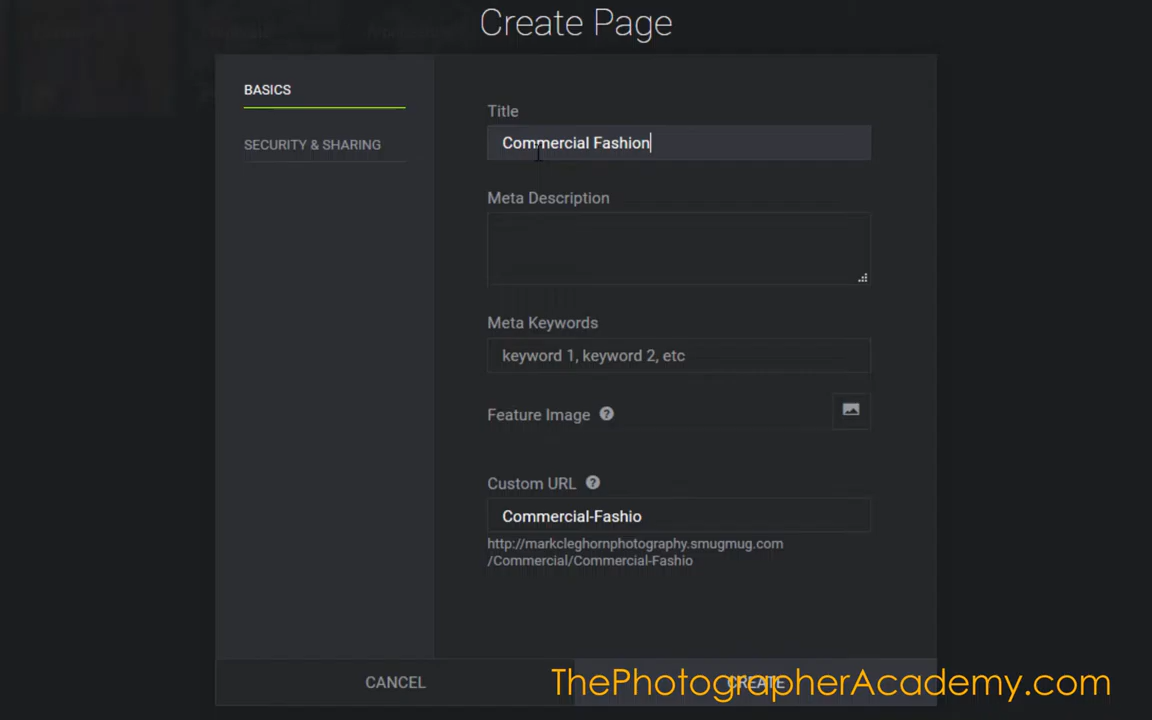 Create Page
BASICS
SECURITY & SHARING
Title
Commercial Fashion
Meta Description
Meta Keywords
keyword 1, keyword 2, etc
Feature Image
Custom URL
Commercial-Fashio
http://markcleghornphotography.smugmug.com
/Commercial/Commercial-Fashio
CANCEL
CREATE
ThePhotographerAcademy.com